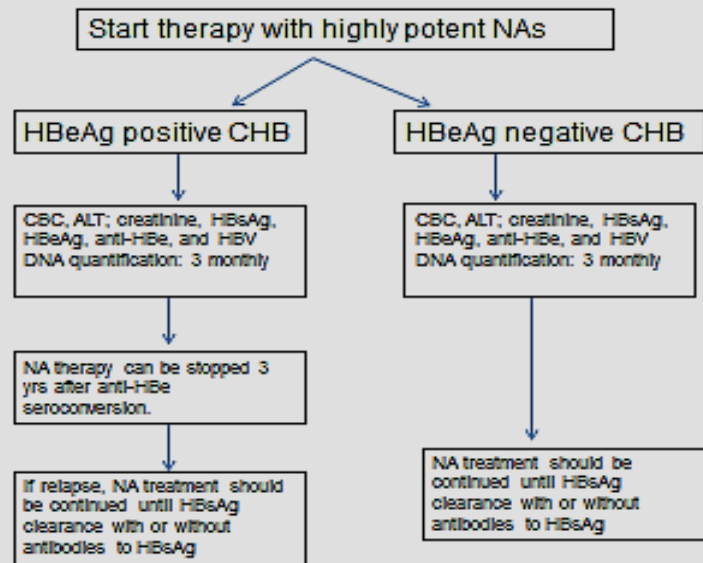 Start therapy with highly potent NAs
HBeAg positive CHB
HBeAg negative CHB
CBC, ALT; creatinine, HBsAg,
HBeAg, anti-HBe, and HBV
DNA quantification: 3 monthly
CBC, ALT; creatinine, HBsAg,
HBeAg, anti-HBe, and HBV
DNA quantification: 3 monthly
NA therapy can be stopped 3
yrs after anti-HBe
seroconversion.
If relapse, NA treatment should
be continued until HBsAg
clearance with or without
antibodies to HBsAg
NA treatment should be
continued until HBsAg
clearance with or without
antibodies to HBsAg